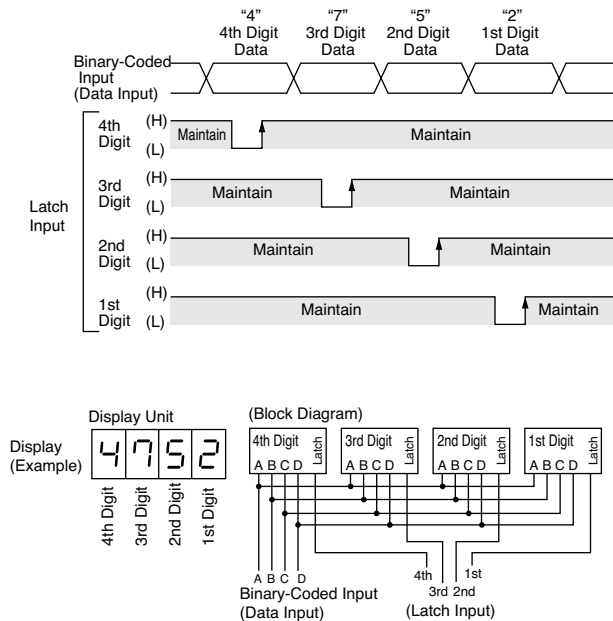 "4" "7" "5" "2"
4th Digit 3rd Digit 2nd Digit 1st Digit
Data Data Data Data
Binary-Coded
Input
(Data Input)
4th
Digit
(H)
(L)
Maintain
Maintain
3rd
Digit
(H)
(L)
Maintain
Maintain
Latch
Input
2nd
Digit
(H)
(L)
Maintain
Maintain
1st
Digit
(H)
(L)
Maintain
Maintain
Display Unit
Display
(Example)
4 7 5 2
4th Digit
3rd Digit
2nd Digit
1st Digit
(Block Diagram)
4th Digit
Latch
A B C D
3rd Digit
Latch
A B C D
2nd Digit
Latch
A B C D
1st Digit
Latch
A B C D
A B C D
Binary-Coded Input
(Data Input)
4th
3rd 2nd
1st
(Latch Input)